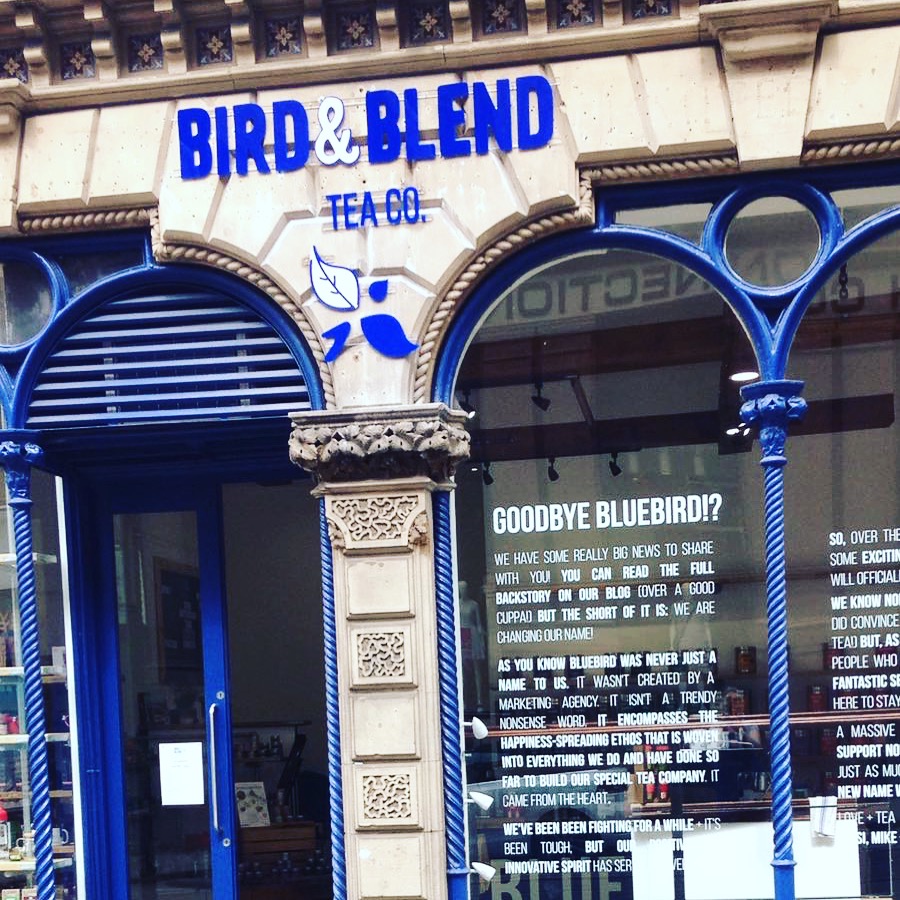 BIRD & BLEND
TEA CO.
GOODBYE BLUEBIRD!?
WE HAVE SOME REALLY BIG NEWS TO SHARE
WITH YOU! YOU CAN READ THE FULL
BACKSTORY ON OUR BLOG (OVER A GOOD
CUPPA!) BUT THE SHORT OF IT IS: WE ARE
CHANGING OUR NAME!
AS YOU KNOW BLUEBIRD WAS NEVER JUST A
NAME TO US. IT WASN'T CREATED BY A
MARKETING AGENCY. IT ISN'T A TRENDY
NONSENSE WORD, IT ENCOMPASSES THE
HAPPINESS-SPREADING ETHOS THAT IS WOVEN
INTO EVERYTHING WE DO AND HAVE DONE SO
FAR TO BUILD OUR SPECIAL TEA COMPANY. IT
CAME FROM THE HEART.
WE'VE BEEN BEEN FIGHTING FOR A WHILE + IT'S
BEEN TOUGH, BUT OUR
INNOVATIVE SPIRIT HAS
BLUE
SO, OVER THE
SOME EXCITIN
WILL OFFICIALL
WE KNOW NO
DID CONVINCE
TEAD BUT, AS
PEOPLE WHO
FANTASTIC SE
HERE TO STAY
A MASSIVE
SUPPORT NO
JUST AS MUC
NEW NAME W
LOVE + TEA
SI, MIKE +